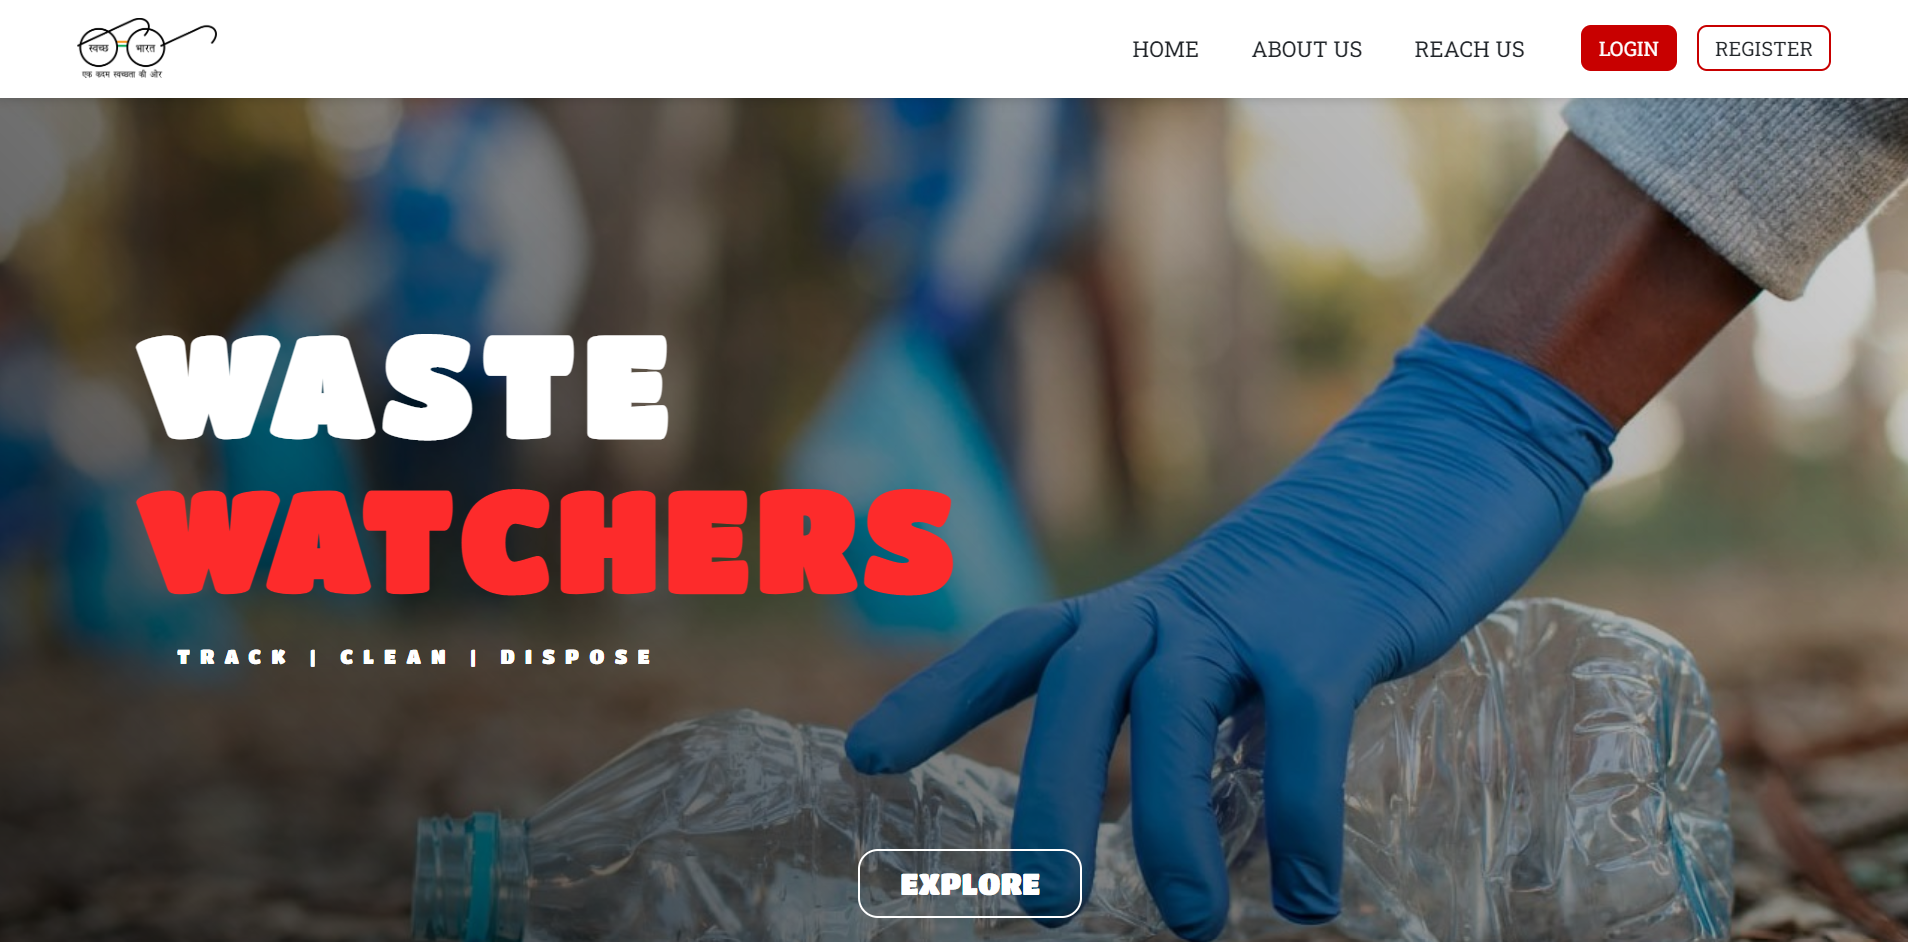 स्वच्छ भारत
एक कदम स्वच्छता की ओर
HOME ABOUT US REACH US LOGIN REGISTER
WASTE
WATCHERS
TRACK | CLEAN | DISPOSE
EXPLORE